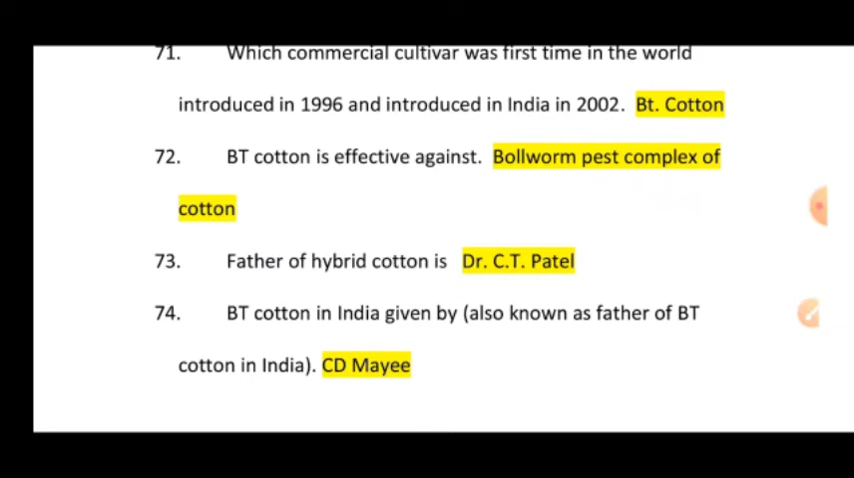 71. Which commercial cultivar was first time in the world
introduced in 1996 and introduced in India in 2002. Bt. Cotton
72. BT cotton is effective against. Bollworm pest complex of
cotton
73. Father of hybrid cotton is Dr. C.T. Patel
74. BT cotton in India given by (also known as father of BT
cotton in India). CD Mayee